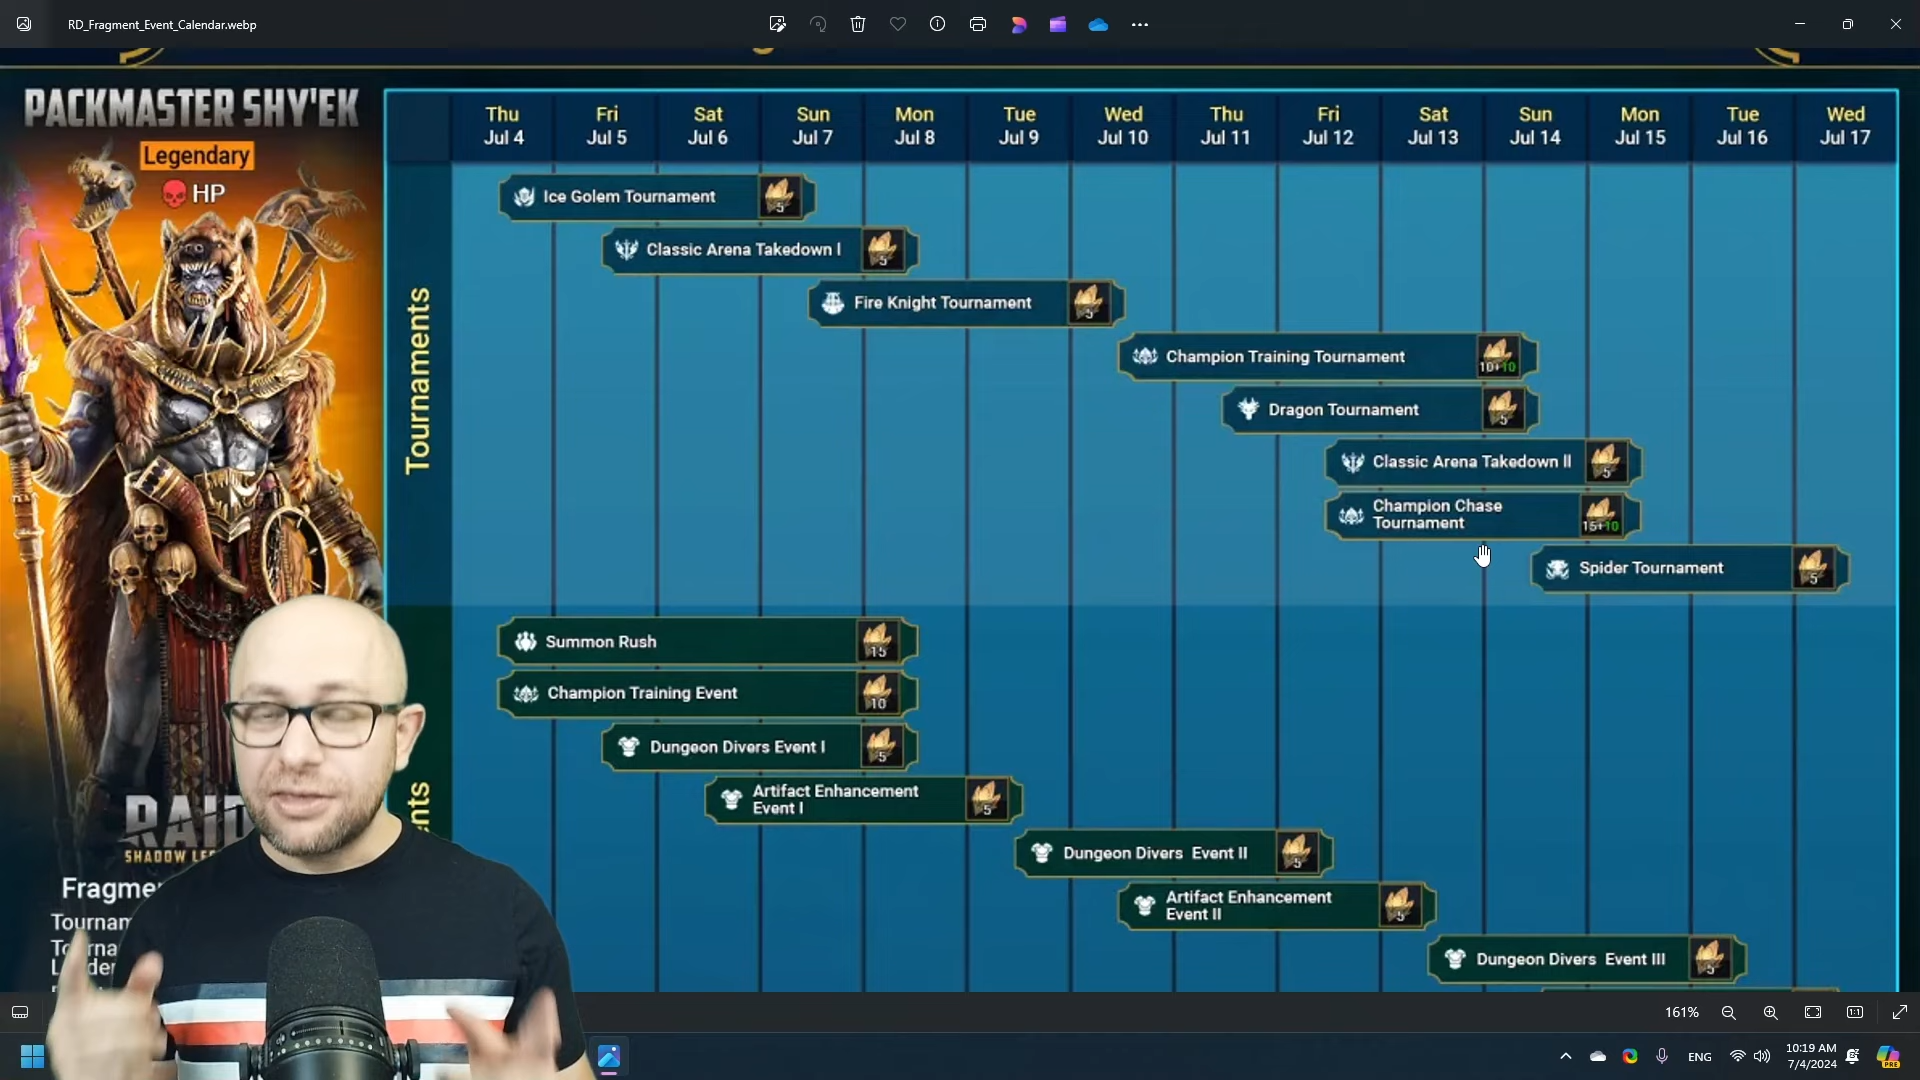 RD_Fragment_Event_Calendar.webp
PACKMASTER SHY'EK
Legendary
HP
Thu Jul 4
Fri Jul 5
Sat Jul 6
Sun Jul 7
Mon Jul 8
Tue Jul 9
Wed Jul 10
Thu Jul 11
Fri Jul 12
Sat Jul 13
Sun Jul 14
Mon Jul 15
Tue Jul 16
Wed Jul 17
Tournaments
Ice Golem Tournament 5
Classic Arena Takedown I 5
Fire Knight Tournament 5
Champion Training Tournament 10+10
Dragon Tournament 5
Classic Arena Takedown II 5
Champion Chase
Tournament 15+10
Spider Tournament 5
Summon Rush 15
Champion Training Event 10
Dungeon Divers Event I 5
Artifact Enhancement
Event I 5
Dungeon Divers Event II 5
Artifact Enhancement
Event II 5
Dungeon Divers Event III 5
RAID
161%
1:1
ENG
10:19 AM
7/4/2024
PRE